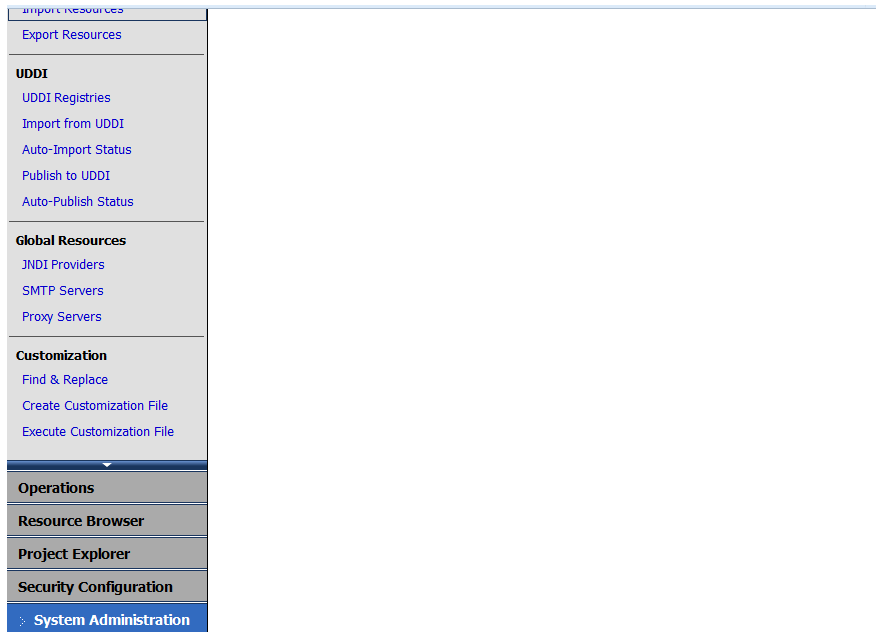 Import Resources
Export Resources
UDDI
UDDI Registries
Import from UDDI
Auto-Import Status
Publish to UDDI
Auto-Publish Status
Global Resources
JNDI Providers
SMTP Servers
Proxy Servers
Customization
Find & Replace
Create Customization File
Execute Customization File
Operations
Resource Browser
Project Explorer
Security Configuration
System Administration